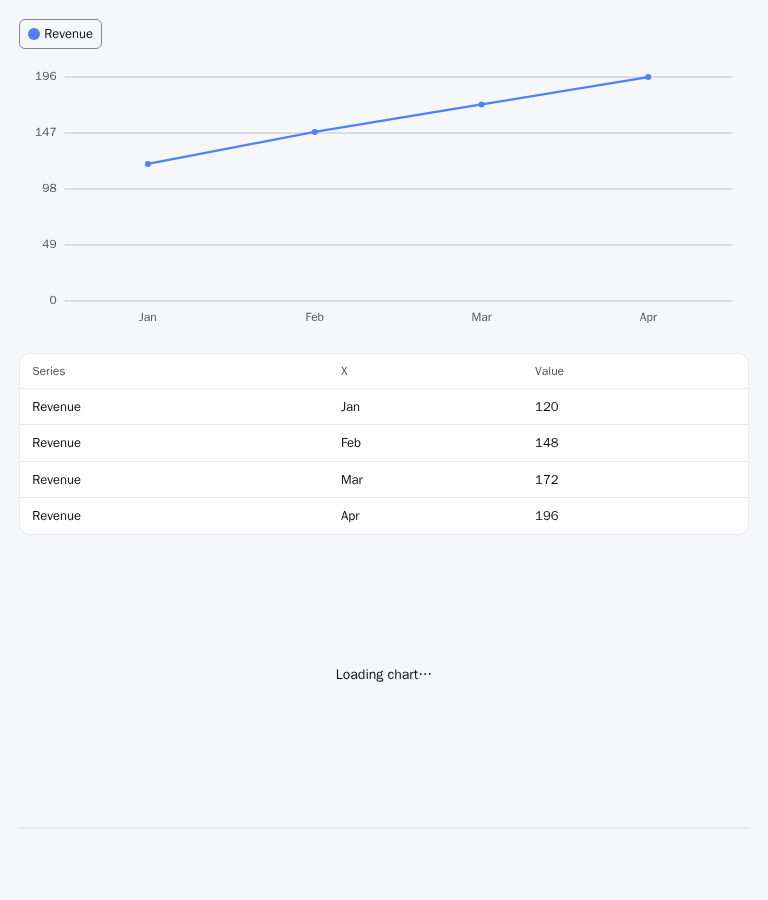 Revenue
196
147
98
49
0
Jan Feb Mar Apr
Series X Value
Revenue Jan 120
Revenue Feb 148
Revenue Mar 172
Revenue Apr 196
Loading chart⋯